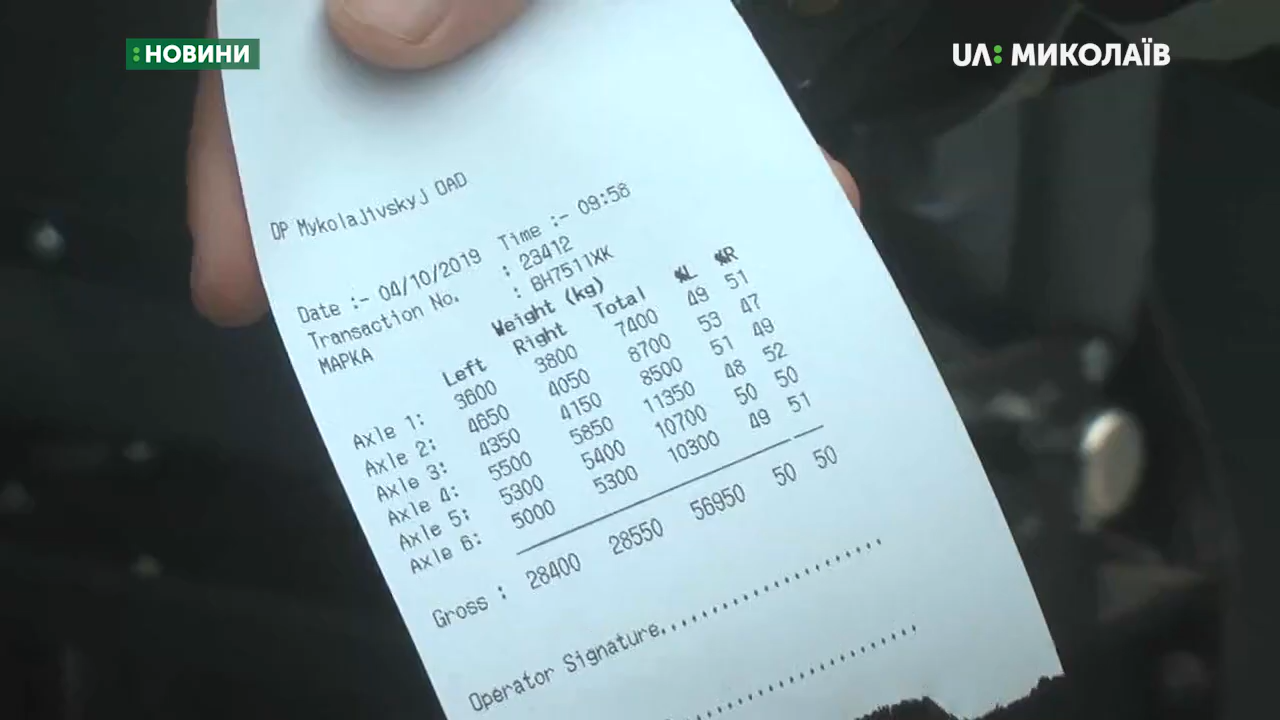 :НОВИНИ
UA: МИКОЛАЇВ
DP Mykolajivskyj OAD
Date :- 04/10/2019 Time :- 09:58
Transaction No. : 23412
МАРКА : BH7511XK
Weight (kg)
Left Right Total %L %R
Axle 1: 3600 3800 7400 49 51
Axle 2: 4650 4050 8700 53 47
Axle 3: 4350 4150 8500 51 49
Axle 4: 5500 5850 11350 48 52
Axle 5: 5300 5400 10700 50 50
Axle 6: 5000 5300 10300 49 51
Gross : 28400 28550 56950 50 50
Operator Signature......................